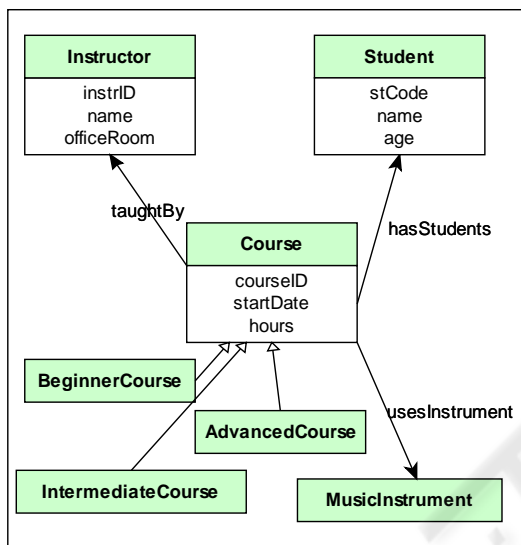 Instructor
instrID
name
officeRoom
Student
stCode
name
age
taughtBy
hasStudents
Course
courseID
startDate
hours
BeginnerCourse
AdvancedCourse
usesInstrument
IntermediateCourse
MusicInstrument